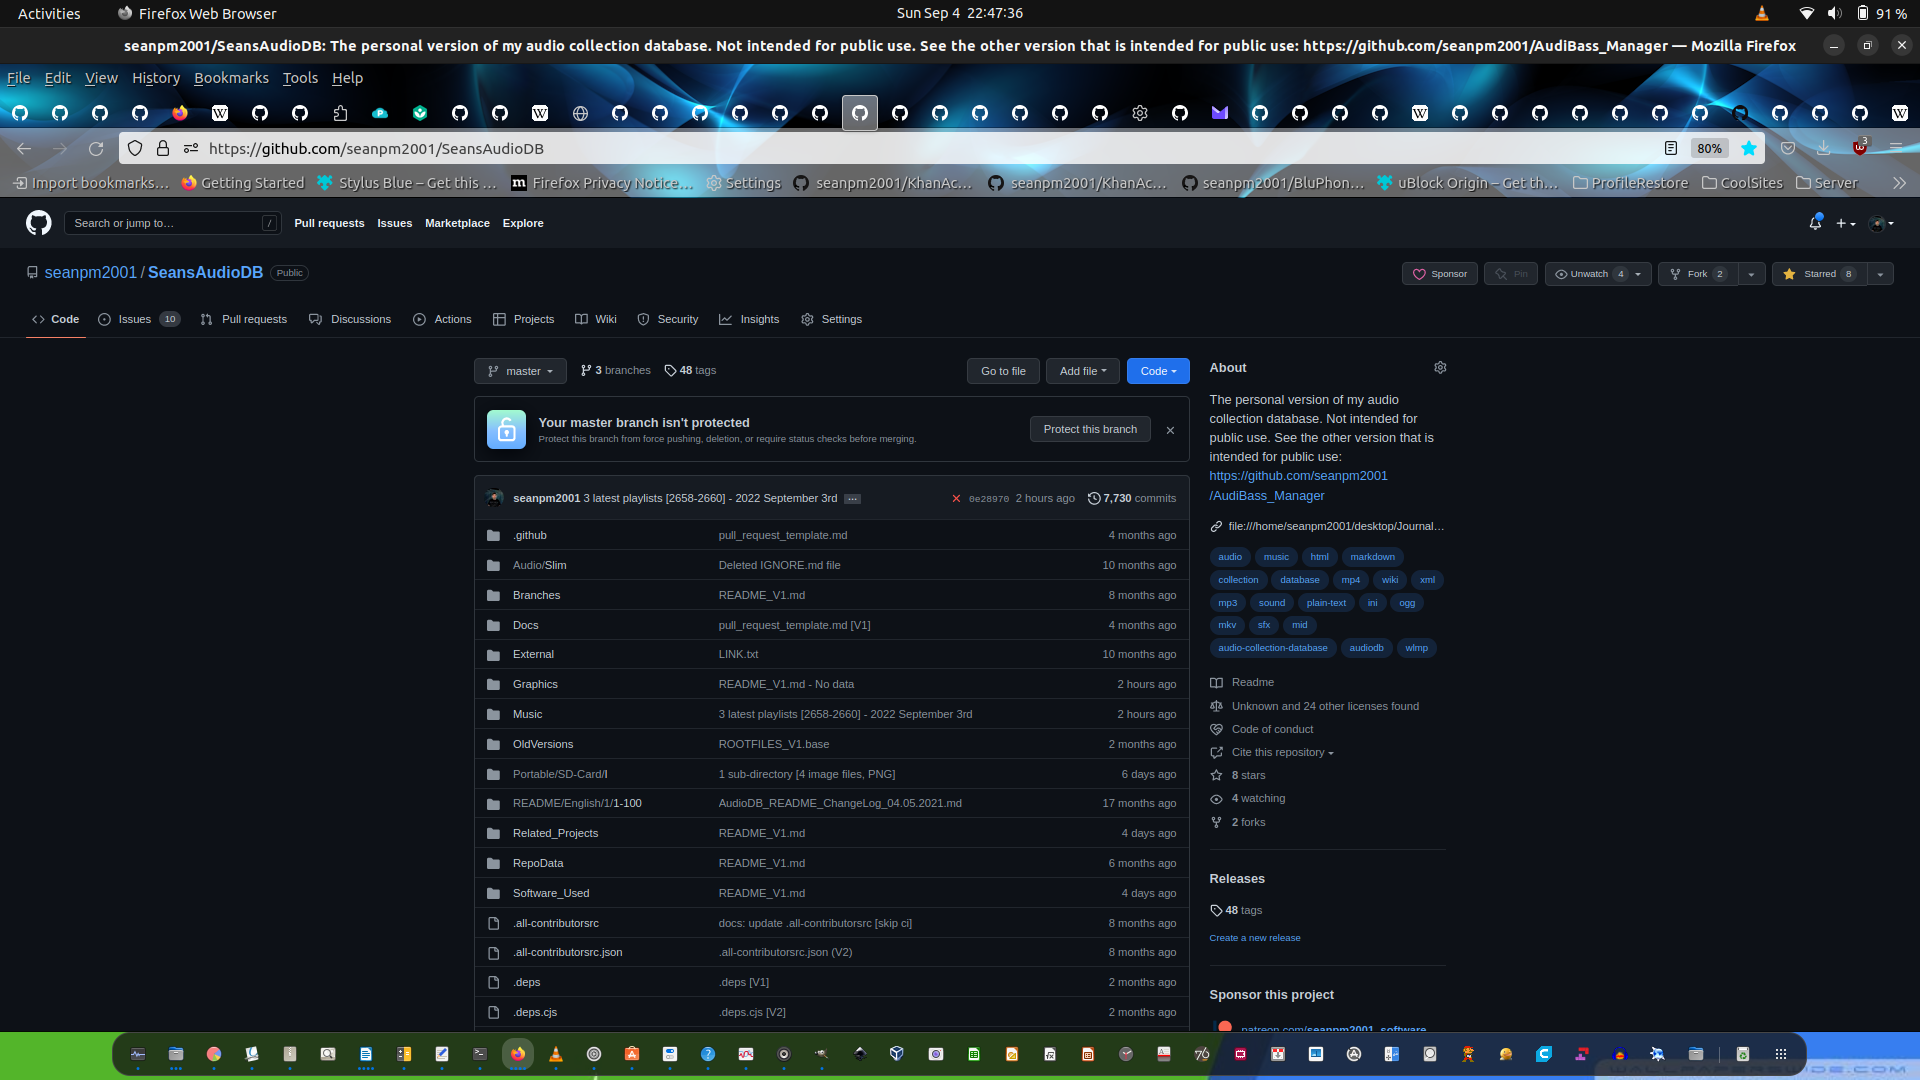 Activities
Firefox Web Browser
Sun Sep 4 22:47:36
91 %
seanpm2001/SeansAudioDB: The personal version of my audio collection database. Not intended for public use. See the other version that is intended for public use: https://github.com/seanpm2001/AudiBass_Manager — Mozilla Firefox
File Edit View History Bookmarks Tools Help
https://github.com/seanpm2001/SeansAudioDB
80%
3
Import bookmarks…
Getting Started
Stylus Blue – Get this …
Firefox Privacy Notice…
Settings
seanpm2001/KhanAc…
seanpm2001/KhanAc…
seanpm2001/BluPhon…
uBlock Origin – Get th…
ProfileRestore
CoolSites
Server
Search or jump to…
/
Pull requests Issues Marketplace Explore
seanpm2001 / SeansAudioDB
Public
Sponsor
Pin
Unwatch 4
Fork 2
Starred 8
Code
Issues 10
Pull requests
Discussions
Actions
Projects
Wiki
Security
Insights
Settings
master
3 branches
48 tags
Go to file
Add file
Code
Your master branch isn't protected
Protect this branch from force pushing, deletion, or require status checks before merging.
Protect this branch
seanpm2001 3 latest playlists [2658-2660] - 2022 September 3rd
…
0e28970 2 hours ago
7,730 commits
.github pull_request_template.md 4 months ago
Audio/Slim Deleted IGNORE.md file 10 months ago
Branches README_V1.md 8 months ago
Docs pull_request_template.md [V1] 4 months ago
External LINK.txt 10 months ago
Graphics README_V1.md - No data 2 hours ago
Music 3 latest playlists [2658-2660] - 2022 September 3rd 2 hours ago
OldVersions ROOTFILES_V1.base 2 months ago
Portable/SD-Card/I 1 sub-directory [4 image files, PNG] 6 days ago
README/English/1/1-100 AudioDB_README_ChangeLog_04.05.2021.md 17 months ago
Related_Projects README_V1.md 4 days ago
RepoData README_V1.md 6 months ago
Software_Used README_V1.md 4 days ago
.all-contributorsrc docs: update .all-contributorsrc [skip ci] 8 months ago
.all-contributorsrc.json .all-contributorsrc.json (V2) 8 months ago
.deps .deps [V1] 2 months ago
.deps.cjs .deps.cjs [V2] 2 months ago
About
The personal version of my audio
collection database. Not intended for
public use. See the other version that is
intended for public use:
https://github.com/seanpm2001
/AudiBass_Manager
file:///home/seanpm2001/desktop/Journal…
audio music html markdown
collection database mp4 wiki xml
mp3 sound plain-text ini ogg
mkv sfx mid
audio-collection-database audiodb wlmp
Readme
Unknown and 24 other licenses found
Code of conduct
Cite this repository
8 stars
4 watching
2 forks
Releases
48 tags
Create a new release
Sponsor this project
patreon.com/seanpm2001_software